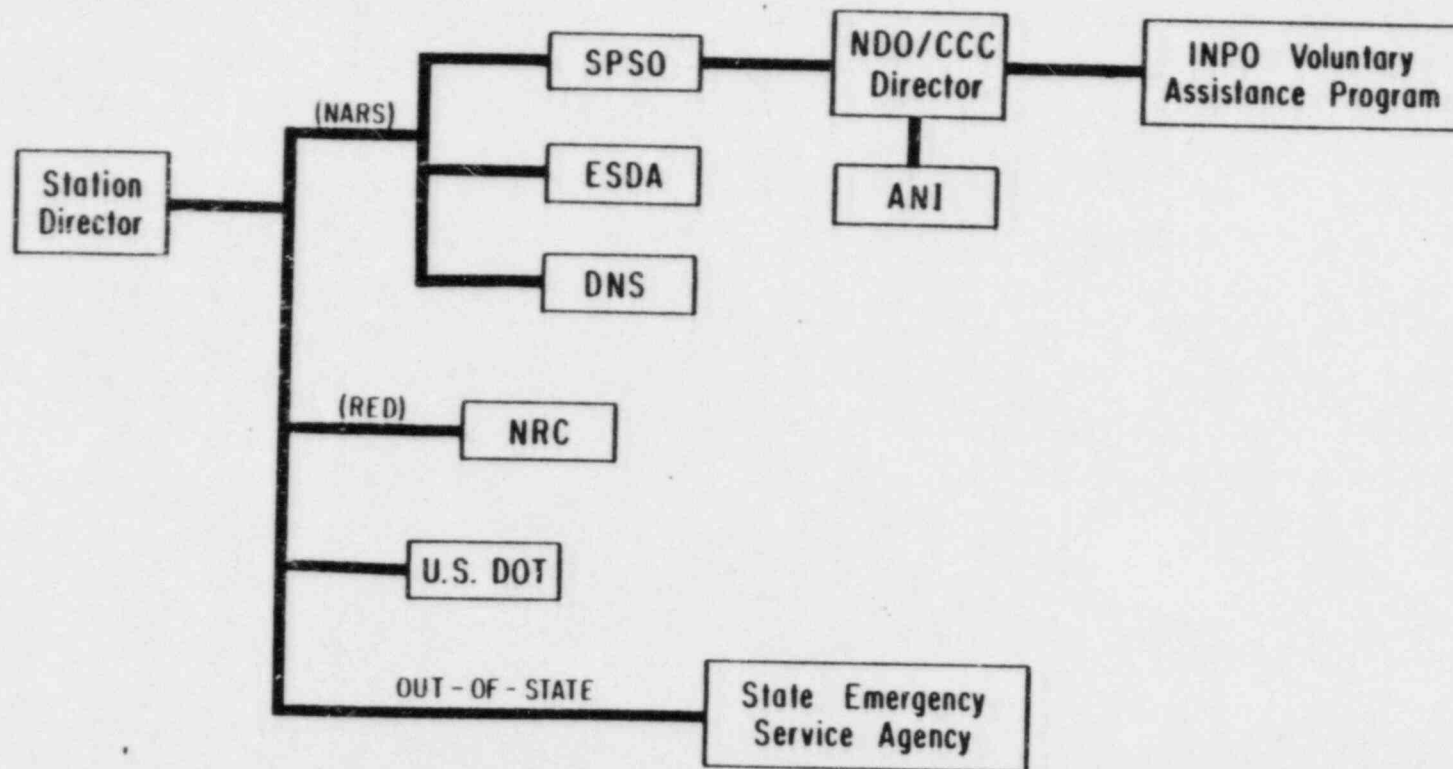 Station
Director
(NARS)
SPSO
NDO/CCC
Director
INPO Voluntary
Assistance Program
ESDA
ANI
DNS
(RED)
NRC
U.S. DOT
OUT-OF-STATE
State Emergency
Service Agency